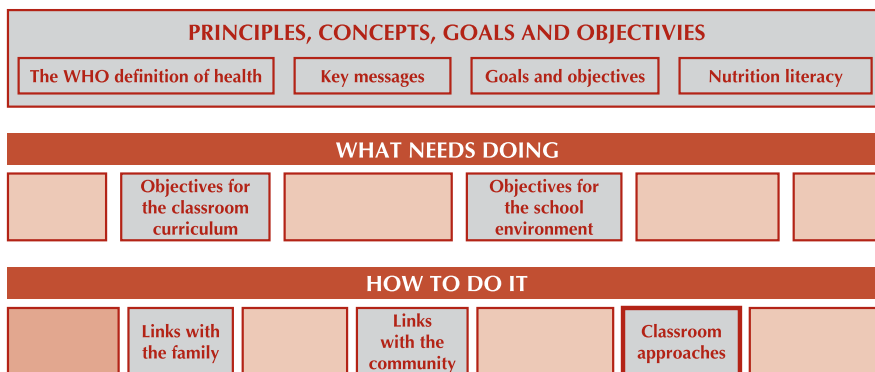 PRINCIPLES, CONCEPTS, GOALS AND OBJECTIVIES
The WHO definition of health
Key messages
Goals and objectives
Nutrition literacy
WHAT NEEDS DOING
Objectives for
the classroom
curriculum
Objectives for
the school
environment
HOW TO DO IT
Links with
the family
Links
with the
community
Classroom
approaches